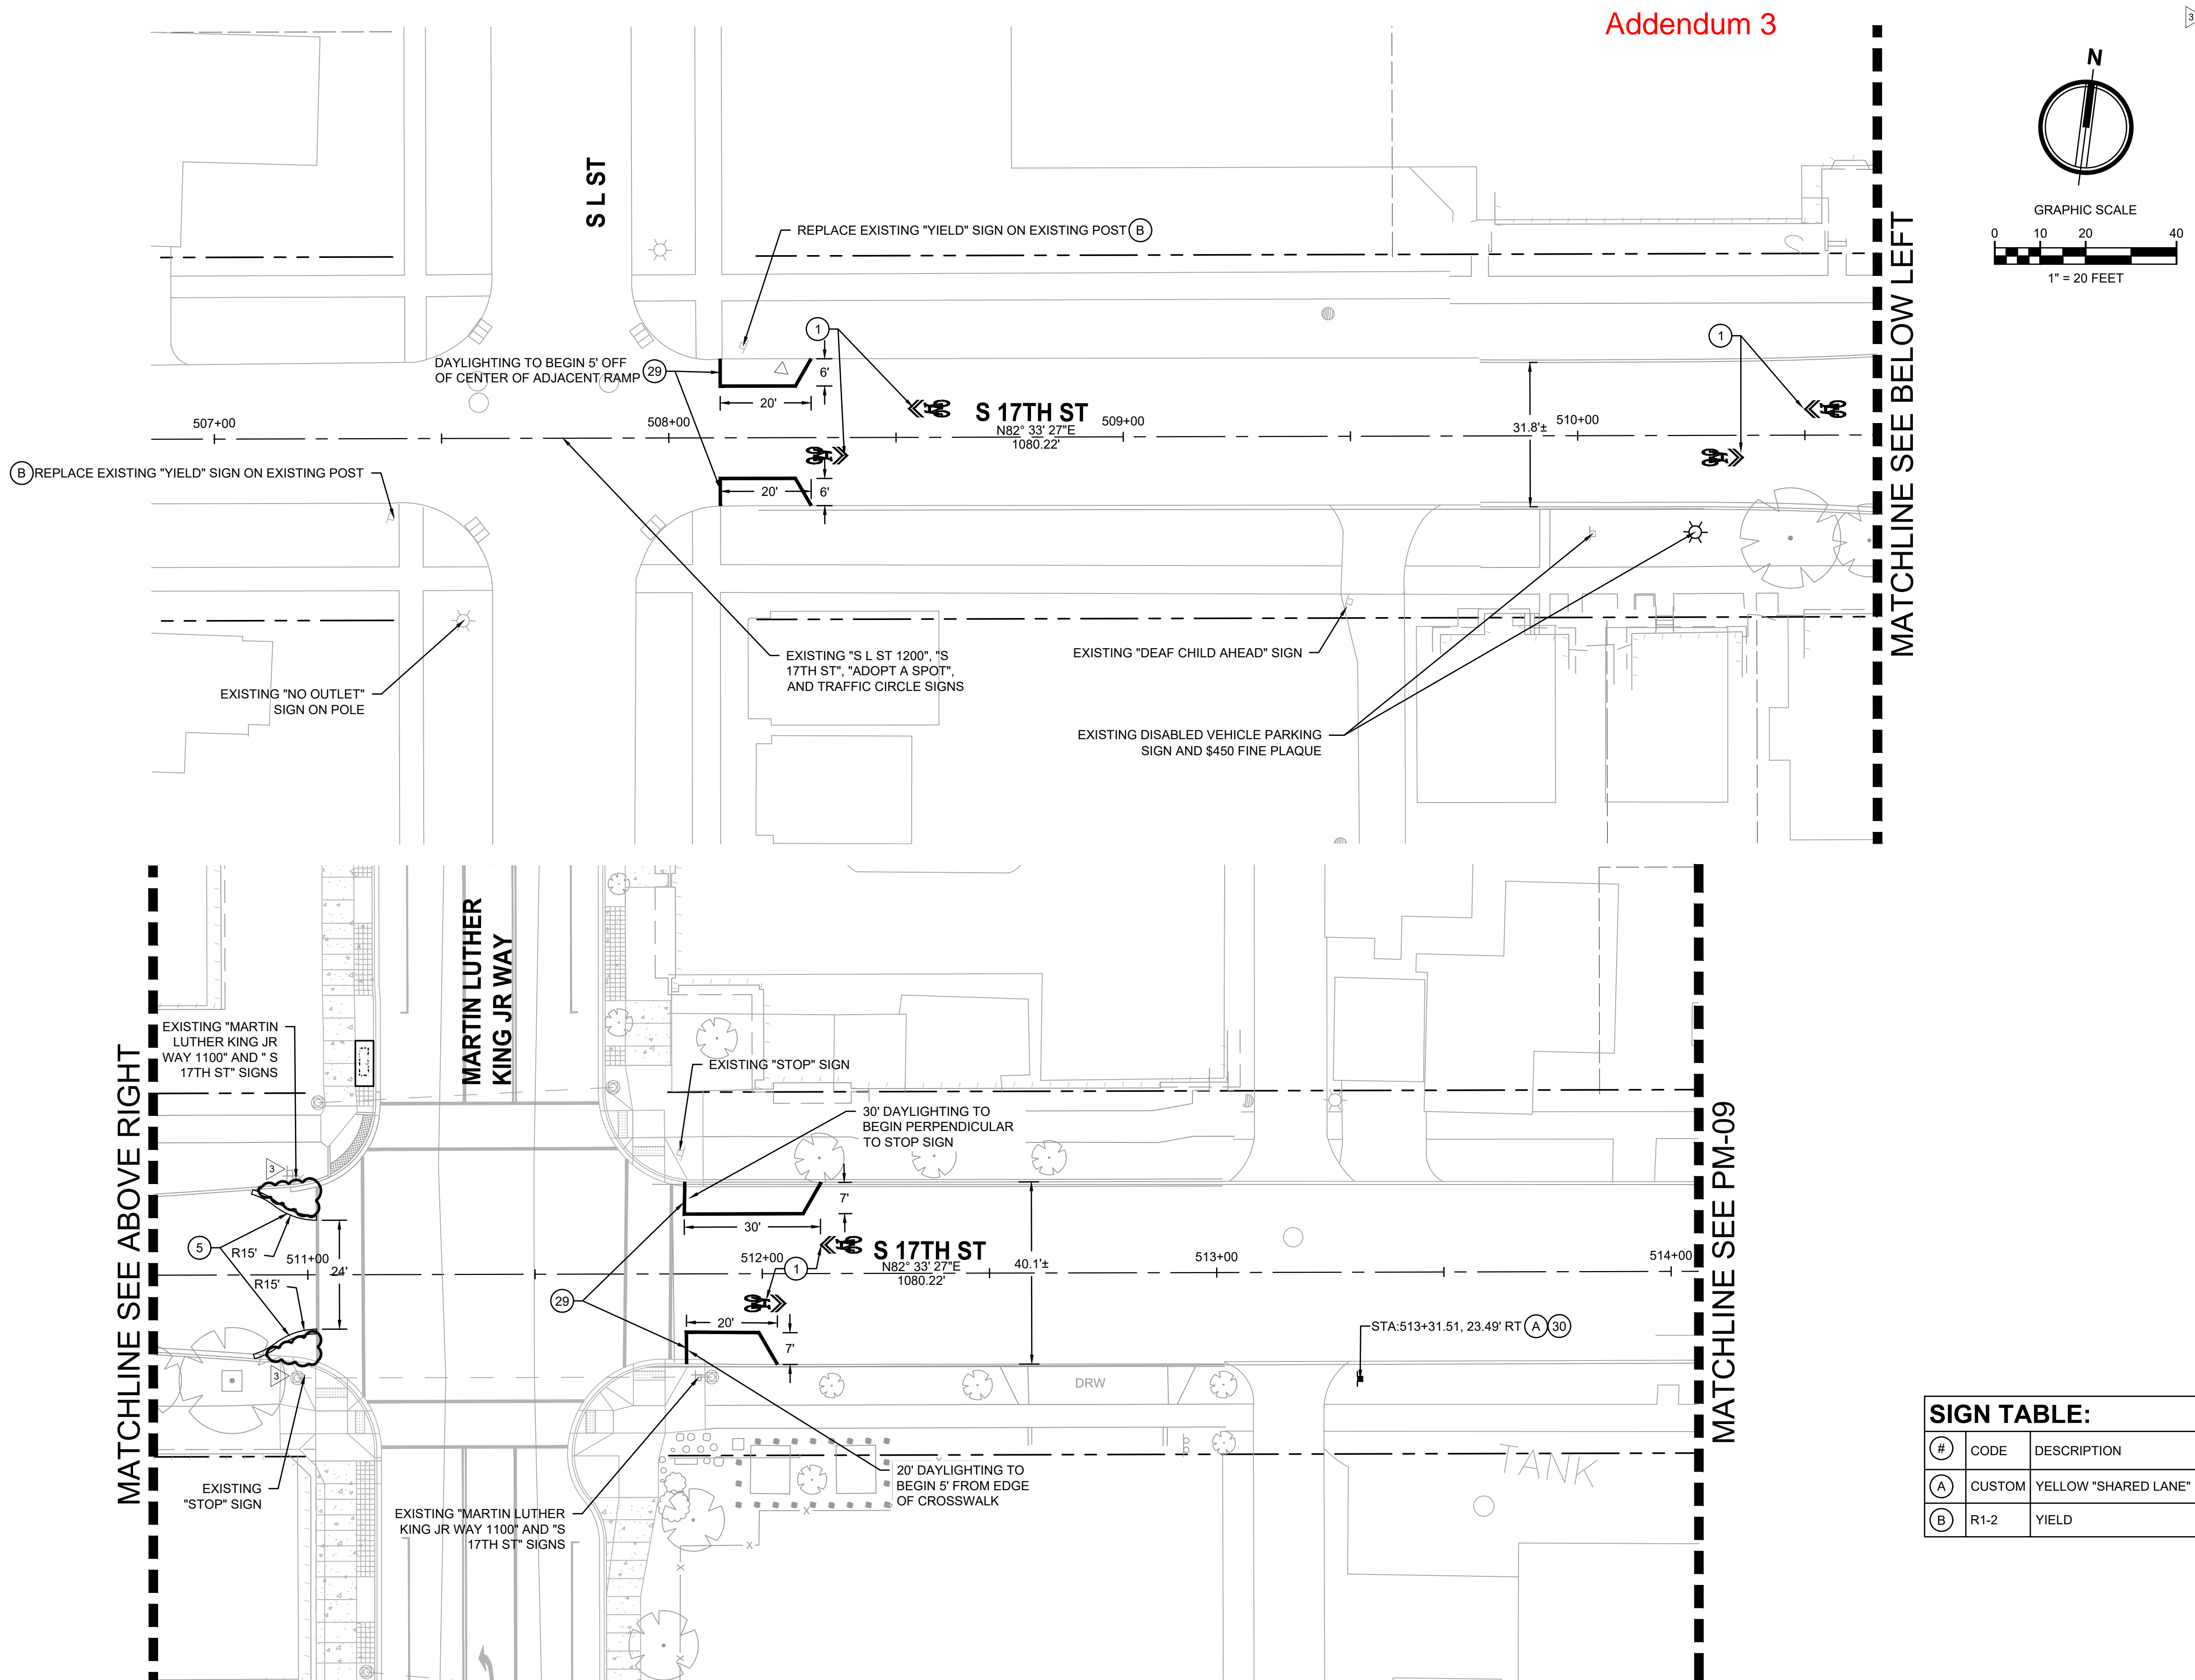 Addendum 3
3
N
GRAPHIC SCALE
0 10 20 40
1" = 20 FEET
S L ST
REPLACE EXISTING "YIELD" SIGN ON EXISTING POST B
1
1
DAYLIGHTING TO BEGIN 5' OFF
OF CENTER OF ADJACENT RAMP 29
6'
20'
507+00
508+00
S 17TH ST
N82° 33' 27"E
1080.22'
509+00
31.8'±
510+00
B REPLACE EXISTING "YIELD" SIGN ON EXISTING POST
20'
6'
MATCHLINE SEE BELOW LEFT
EXISTING "S L ST 1200", "S
17TH ST", "ADOPT A SPOT",
AND TRAFFIC CIRCLE SIGNS
EXISTING "DEAF CHILD AHEAD" SIGN
EXISTING "NO OUTLET"
SIGN ON POLE
EXISTING DISABLED VEHICLE PARKING
SIGN AND $450 FINE PLAQUE
MARTIN LUTHER
KING JR WAY
EXISTING "MARTIN
LUTHER KING JR
WAY 1100" AND " S
17TH ST" SIGNS
EXISTING "STOP" SIGN
30' DAYLIGHTING TO
BEGIN PERPENDICULAR
TO STOP SIGN
MATCHLINE SEE ABOVE RIGHT
MATCHLINE SEE PM-09
3
7'
30'
5
R15'
511+00
24'
R15'
512+00
1
S 17TH ST
N82° 33' 27"E
1080.22'
40.1'±
513+00
514+00
29
20'
7'
STA:513+31.51, 23.49' RT A 30
3
DRW
TANK
EXISTING
"STOP" SIGN
EXISTING "MARTIN LUTHER
KING JR WAY 1100" AND "S
17TH ST" SIGNS
20' DAYLIGHTING TO
BEGIN 5' FROM EDGE
OF CROSSWALK
X
X
X
X
SIGN TABLE:
# CODE DESCRIPTION
A CUSTOM YELLOW "SHARED LANE"
B R1-2 YIELD